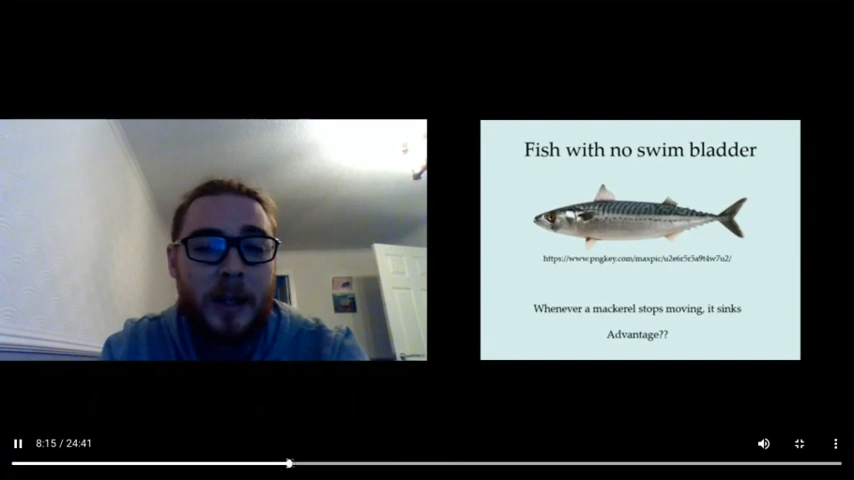 Fish with no swim bladder
https://www.pngkey.com/maxpic/u2e6r5r5a9t4w7u2/
Whenever a mackerel stops moving, it sinks
Advantage??
8:15 / 24:41